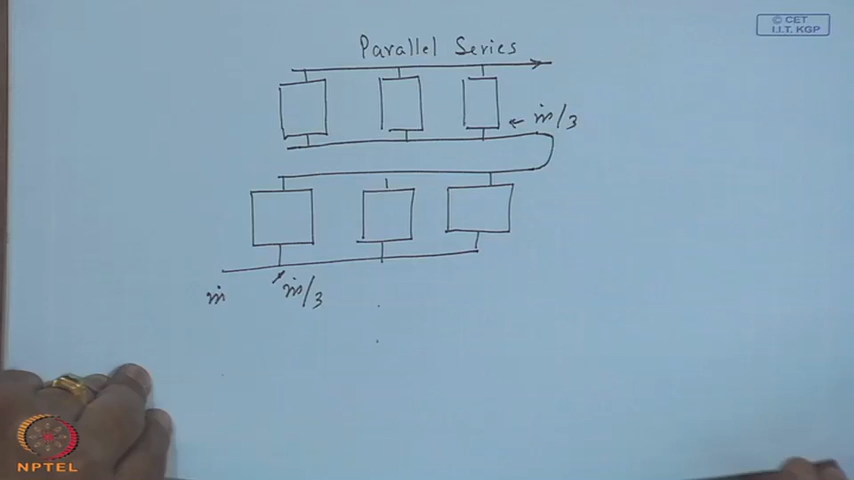 © CET
I.I.T. KGP
Parallel Series
ṁ/3
ṁ
ṁ/3
NPTEL